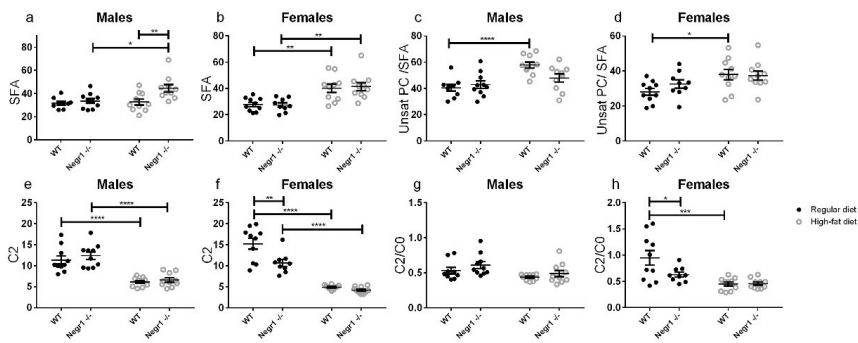 a Males
**
*
SFA
80
60
40
20
0
WT Negr1 -/- WT Negr1 -/-
b Females
**
**
SFA
80
60
40
20
0
WT Negr1 -/- WT Negr1 -/-
c Males
****
Unsat PC /SFA
80
60
40
20
0
WT Negr1 -/- WT Negr1 -/-
d Females
*
Unsat PC/ SFA
60
40
20
0
WT Negr1 -/- WT Negr1 -/-
e Males
****
****
C2
25
20
15
10
5
0
WT Negr1 -/- WT Negr1 -/-
f Females
**
****
****
C2
25
20
15
10
5
0
WT Negr1 -/- WT Negr1 -/-
g Males
C2/C0
1.5
1.0
0.5
0.0
WT Negr1 -/- WT Negr1 -/-
h Females
*
***
C2/C0
2.0
1.5
1.0
0.5
0.0
WT Negr1 -/- WT Negr1 -/-
Regular diet
High-fat diet